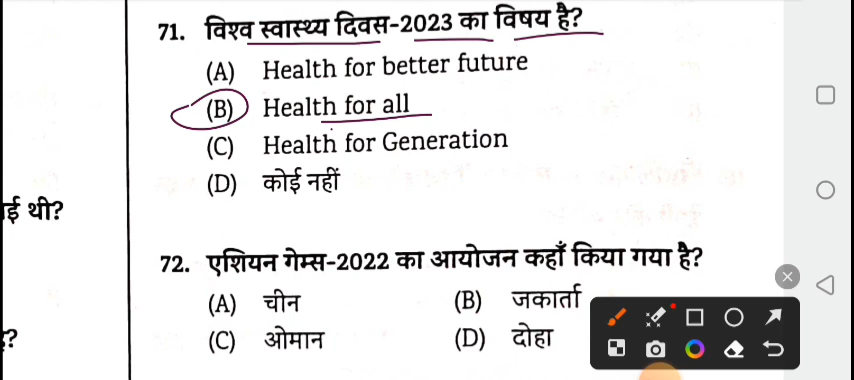 71. विश्व स्वास्थ्य दिवस-2023 का विषय है?
(A) Health for better future
(B) Health for all
(C) Health for Generation
(D) कोई नहीं
ई थी?
72. एशियन गेम्स-2022 का आयोजन कहाँ किया गया है?
(A) चीन (B) जकार्ता
(C) ओमान (D) दोहा
?